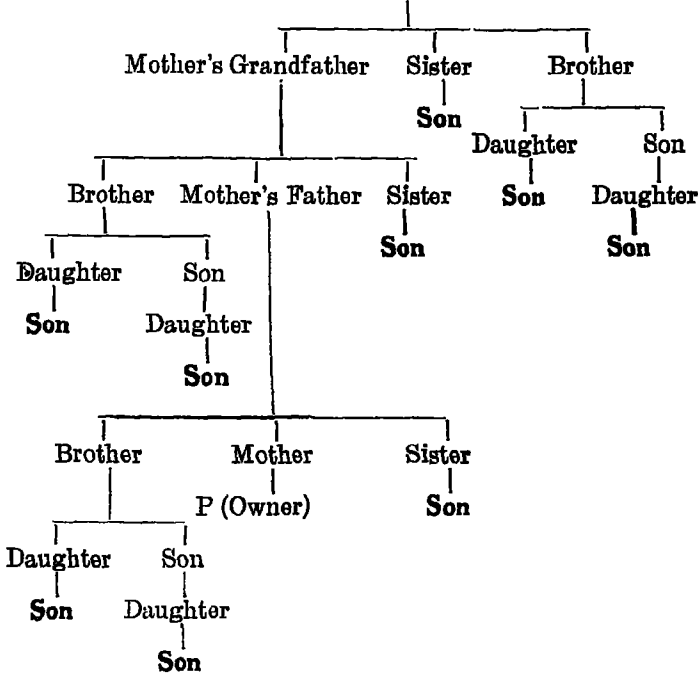 Mother's Grandfather Sister Brother
Son
Daughter Son
Brother Mother's Father Sister Son Daughter
Son Son
Daughter Son
Son Daughter
Son
Brother Mother Sister
P (Owner) Son
Daughter Son
Son Daughter
Son